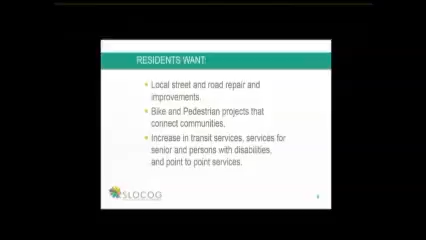 RESIDENTS WANT:
Local street and road repair and
improvements.
Bike and Pedestrian projects that
connect communities,
Increase in transit services, services for
senior and persons with disabilities,
and point to point services.
SLOCOG